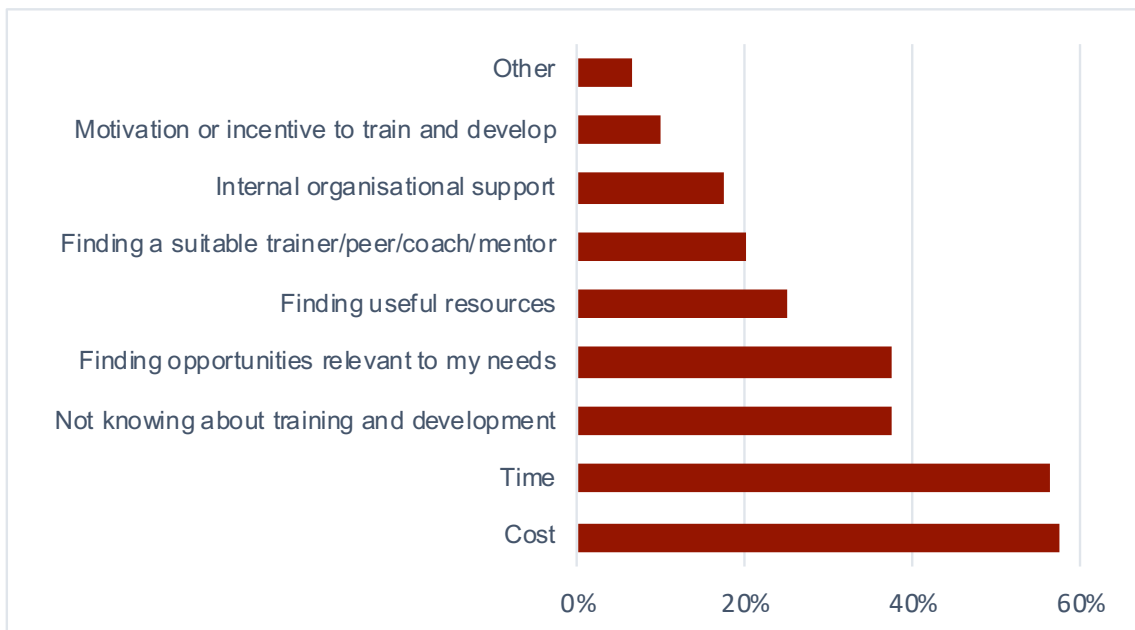 Other
Motivation or incentive to train and develop
Internal organisational support
Finding a suitable trainer/peer/coach/mentor
Finding useful resources
Finding opportunities relevant to my needs
Not knowing about training and development
Time
Cost
0% 20% 40% 60%